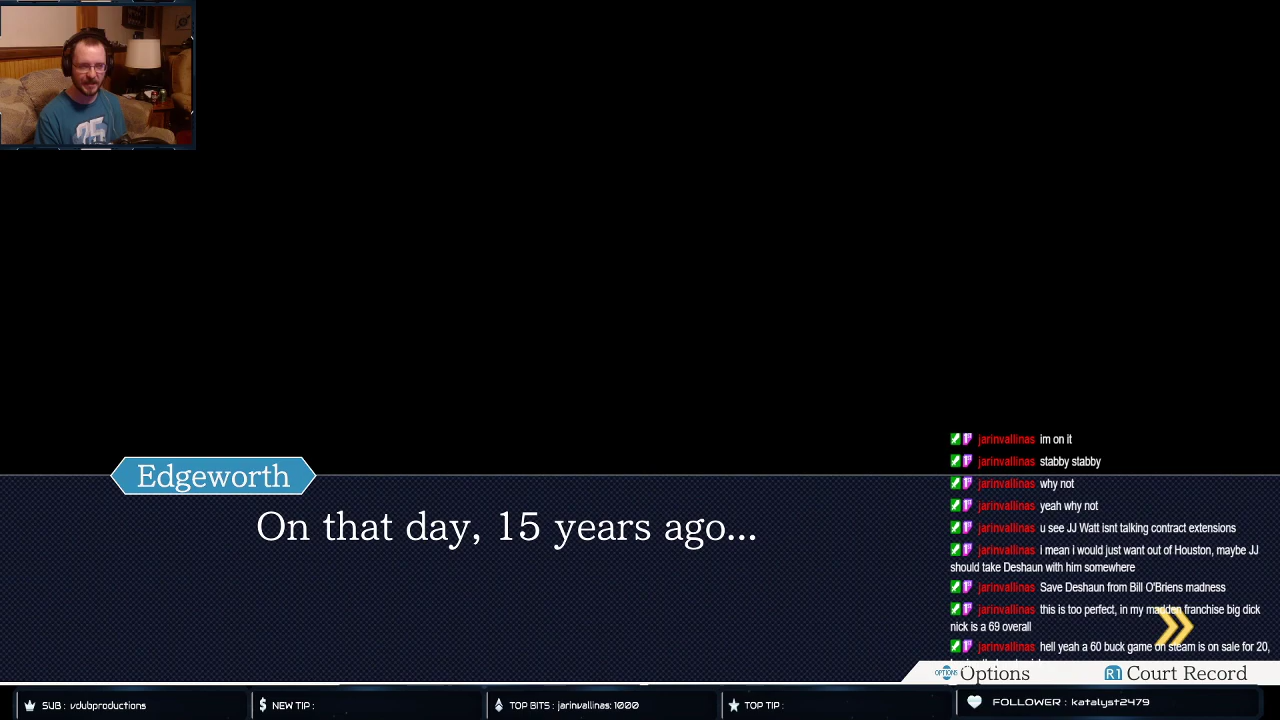 jarinvallinas im on it
jarinvallinas stabby stabby
jarinvallinas why not
jarinvallinas yeah why not
jarinvallinas u see JJ Watt isnt talking contract extensions
jarinvallinas I mean i would just want out of Houston, maybe JJ
should take Deshaun with him somewhere
jarinvallinas Save Deshaun from Bill O'Briens madness
jarinvallinas this is too perfect, in my madden franchise big dick
nick is a 69 overall
jarinvallinas hell yeah a 60 buck game on steam is on sale for 20,
Edgeworth
On that day, 15 years ago...
OPTIONS Options
R1 Court Record
SUB : vdubproductions
NEW TIP :
TOP BITS : jarinvallinas: 1000
TOP TIP :
FOLLOWER : katalyst2479